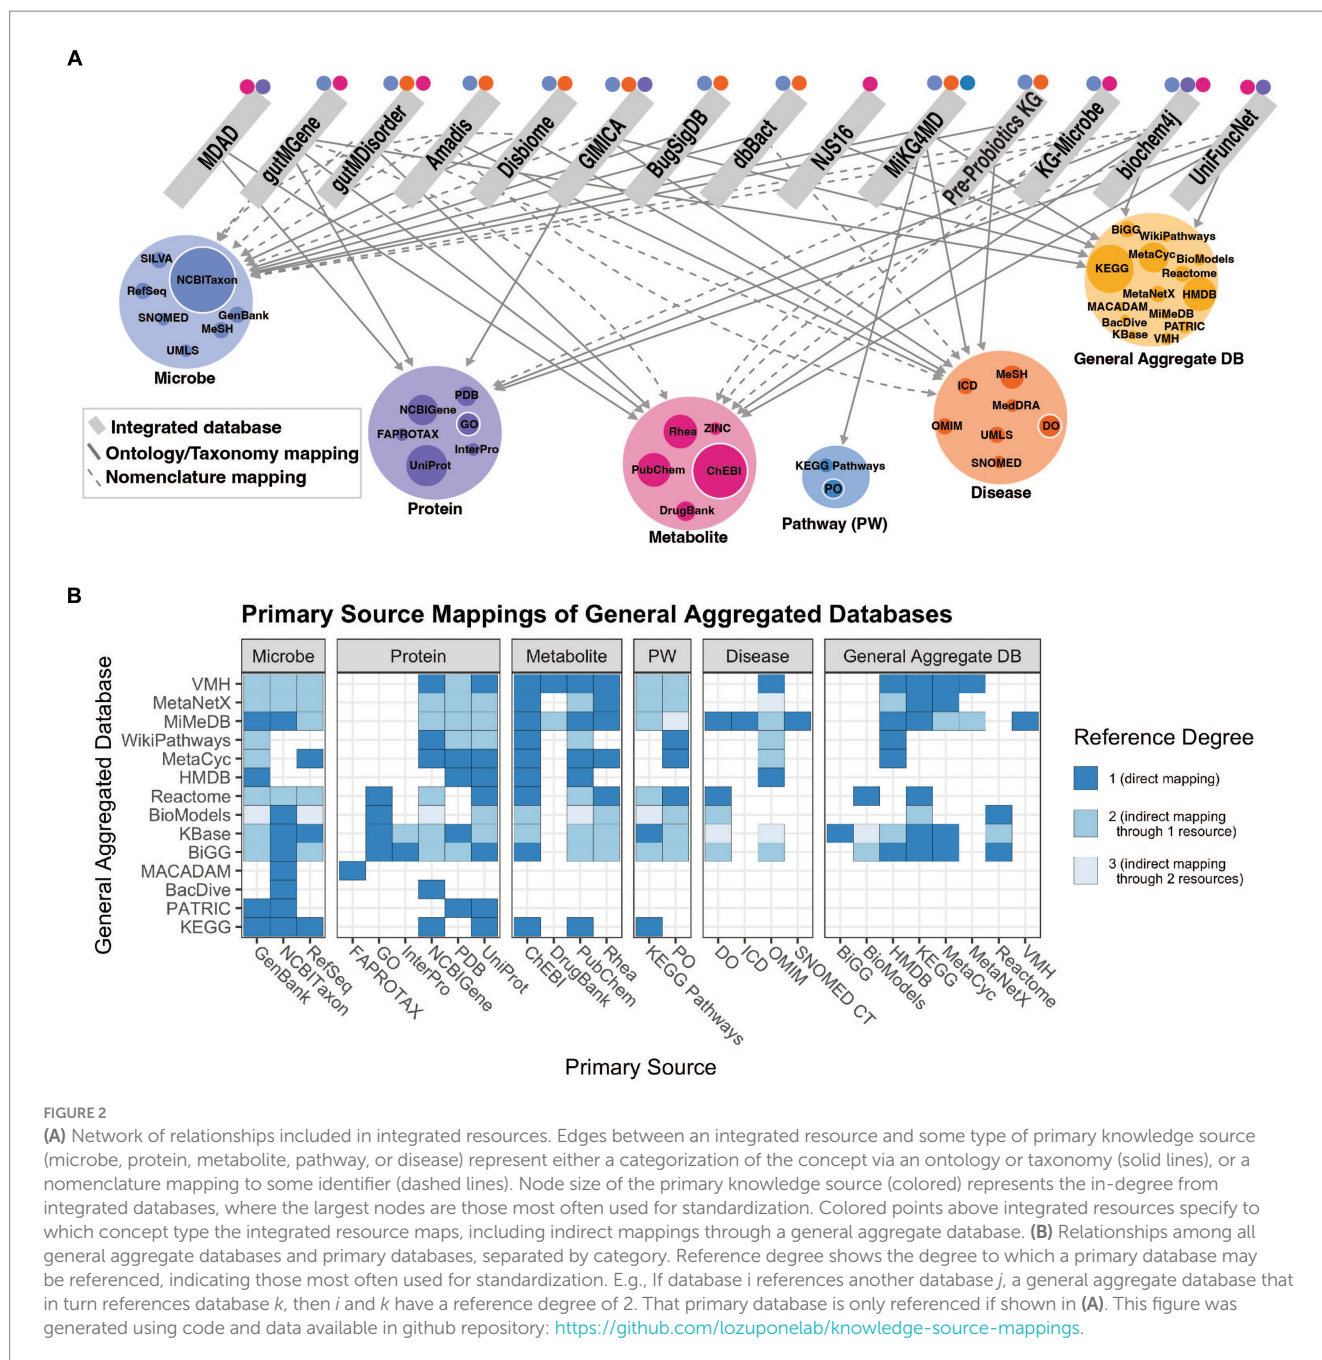 A
MDAD
gutMGene
gutMDisorder
Amadis
Disbiome
GIMICA
BugSigDB
dbBact
NJS16
MiKG4MD
Pre-Probiotics KG
KG-Microbe
biochem4j
UniFuncNet
SILVA
NCBITaxon
RefSeq
SNOMED
GenBank
MeSH
UMLS
Microbe
BiGG
WikiPathways
MetaCyc
BioModels
KEGG
Reactome
MetaNetX
HMDB
MACADAM
MiMeDB
BacDive
PATRIC
KBase
VMH
General Aggregate DB
PDB
NCBIGene
GO
FAPROTAX
InterPro
UniProt
Protein
Rhea
ZINC
PubChem
ChEBI
DrugBank
Metabolite
KEGG Pathways
PO
Pathway (PW)
MeSH
ICD
MedDRA
OMIM
DO
UMLS
SNOMED
Disease
Integrated database
Ontology/Taxonomy mapping
Nomenclature mapping
B
Primary Source Mappings of General Aggregated Databases
Microbe
Protein
Metabolite
PW
Disease
General Aggregate DB
General Aggregated Database
VMH
MetaNetX
MiMeDB
WikiPathways
MetaCyc
HMDB
Reactome
BioModels
KBase
BiGG
MACADAM
BacDive
PATRIC
KEGG
GenBank
NCBITaxon
RefSeq
FAPROTAX
GO
InterPro
NCBIGene
PDB
UniProt
ChEBI
DrugBank
PubChem
Rhea
KEGG Pathways
PO
DO
ICD
OMIM
SNOMED CT
BiGG
BioModels
HMDB
KEGG
MetaCyc
MetaNetX
Reactome
VMH
Primary Source
Reference Degree
1 (direct mapping)
2 (indirect mapping
through 1 resource)
3 (indirect mapping
through 2 resources)
FIGURE 2
(A) Network of relationships included in integrated resources. Edges between an integrated resource and some type of primary knowledge source
(microbe, protein, metabolite, pathway, or disease) represent either a categorization of the concept via an ontology or taxonomy (solid lines), or a
nomenclature mapping to some identifier (dashed lines). Node size of the primary knowledge source (colored) represents the in-degree from
integrated databases, where the largest nodes are those most often used for standardization. Colored points above integrated resources specify to
which concept type the integrated resource maps, including indirect mappings through a general aggregate database. (B) Relationships among all
general aggregate databases and primary databases, separated by category. Reference degree shows the degree to which a primary database may
be referenced, indicating those most often used for standardization. E.g., If database i references another database j, a general aggregate database that
in turn references database k, then i and k have a reference degree of 2. That primary database is only referenced if shown in (A). This figure was
generated using code and data available in github repository: https://github.com/lozuponelab/knowledge-source-mappings.